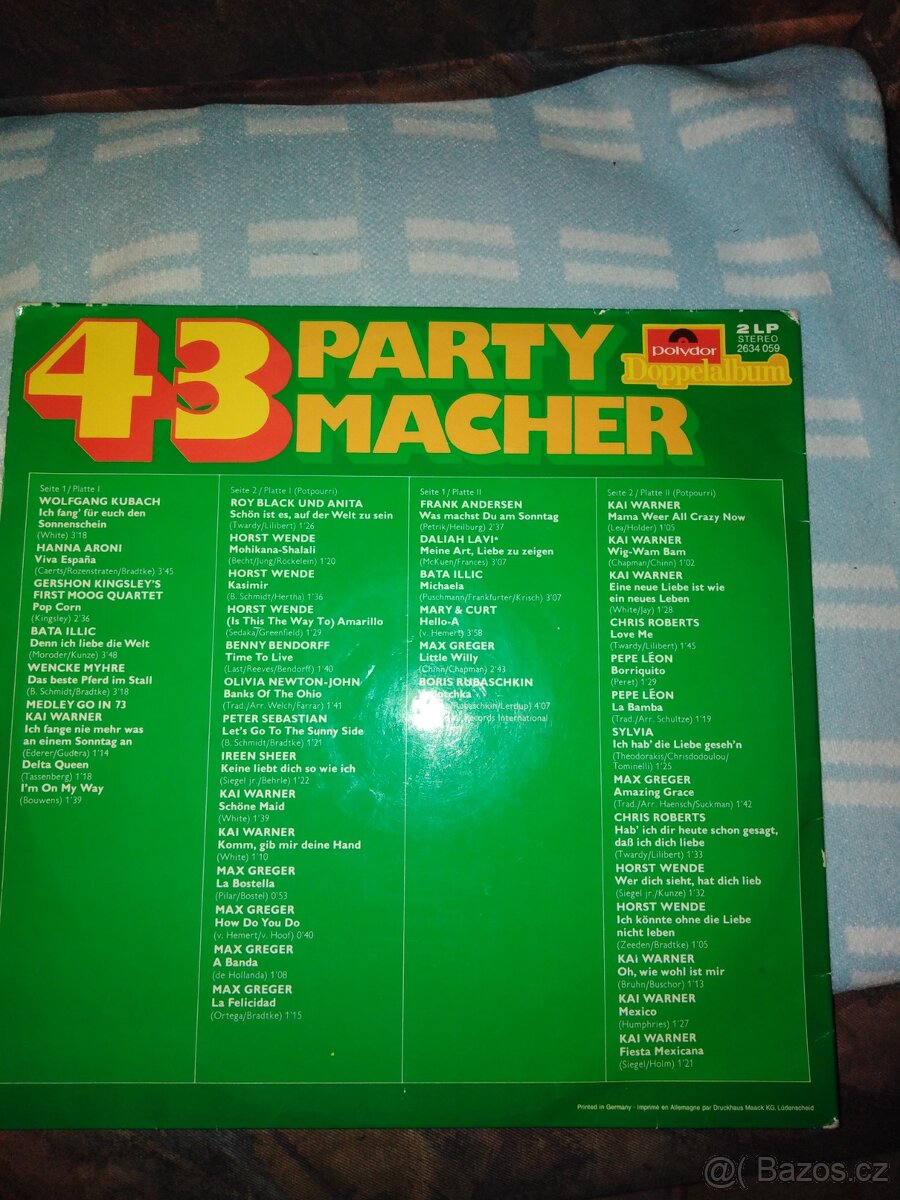 43 PARTY
MACHER
polydor
Doppelalbum
2 LP
STEREO
2634 059
Seite 1/Platte I
WOLFGANG KUBACH
Ich fang' für euch den
Sonnenschein
(White) 3'18
HANNA ARONI
Viva España
(Caerts/Rozenstraten/Bradtke) 3'45
GERSHON KINGSLEY'S
FIRST MOOG QUARTET
Pop Corn
(Kingsley) 2'36
BATA ILLIC
Denn ich liebe die Welt
(Moroder/Kunze) 3'48
WENCKE MYHRE
Das beste Pferd im Stall
(B. Schmidt/Bradtke) 3'18
MEDLEY GO IN 73
KAI WARNER
Ich fange nie mehr was
an einem Sonntag an
(Ederer/Gudera) 1'14
Delta Queen
(Tassenberg) 1'18
I'm On My Way
(Bouwens) 1'39
Seite 2/Platte I (Potpourri)
ROY BLACK UND ANITA
Schön ist es, auf der Welt zu sein
(Twardy/Lilibert) 1'26
HORST WENDE
Mohikana-Shalali
(Becht/Jung/Röckelein) 1'20
HORST WENDE
Kasimir
(B. Schmidt/Hertha) 1'36
HORST WENDE
(Is This The Way To) Amarillo
(Sedaka/Greenfield) 1'29
BENNY BENDORFF
Time To Live
(Last/Reeves/Bendorff) 1'40
OLIVIA NEWTON-JOHN
Banks Of The Ohio
(Trad./Arr. Welch/Farrar) 1'41
PETER SEBASTIAN
Let's Go To The Sunny Side
(B. Schmidt/Bradtke) 1'21
IREEN SHEER
Keine liebt dich so wie ich
(Siegel jr./Behrle) 1'22
KAI WARNER
Schöne Maid
(White) 1'39
KAI WARNER
Komm, gib mir deine Hand
(White) 1'10
MAX GREGER
La Bostella
(Pilar/Bostel) 0'53
MAX GREGER
How Do You Do
(v. Hemert/v. Hoof) 0'40
MAX GREGER
A Banda
(de Hollanda) 1'08
MAX GREGER
La Felicidad
(Ortega/Bradtke) 1'15
Seite 1/Platte II
FRANK ANDERSEN
Was machst Du am Sonntag
(Petrik/Heilburg) 2'37
DALIAH LAVI*
Meine Art, Liebe zu zeigen
(McKuen/Frances) 3'07
BATA ILLIC
Michaela
(Puschmann/Frankfurter/Krisch) 3'07
MARY & CURT
Hello-A
(v. Hemert) 3'58
MAX GREGER
Little Willy
(Chinn/Chapman) 2'43
BORIS RUBASCHKIN
/Rubaschkin/Lerdup) 4'07
Records International
Seite 2/Platte II (Potpourri)
KAI WARNER
Mama Weer All Crazy Now
(Lea/Holder) 1'05
KAI WARNER
Wig-Wam Bam
(Chapman/Chinn) 1'02
KAI WARNER
Eine neue Liebe ist wie
ein neues Leben
(White/Jay) 1'28
CHRIS ROBERTS
Love Me
(Twardy/Lilibert) 1'45
PEPE LÉON
Borriquito
(Peret) 1'29
PEPE LÉON
La Bamba
(Trad./Arr. Schultze) 1'19
SYLVIA
Ich hab' die Liebe geseh'n
(Theodorakis/Chrisdodoulou/
Tominelli) 1'25
MAX GREGER
Amazing Grace
(Trad./Arr. Haensch/Suckman) 1'42
CHRIS ROBERTS
Hab' ich dir heute schon gesagt,
daß ich dich liebe
(Twardy/Lilibert) 1'33
HORST WENDE
Wer dich sieht, hat dich lieb
(Siegel jr./Kunze) 1'32
HORST WENDE
Ich könnte ohne die Liebe
nicht leben
(Zeeden/Bradtke) 1'05
KAI WARNER
Oh, wie wohl ist mir
(Bruhn/Buschor) 1'13
KAI WARNER
Mexico
(Humphries) 1'27
KAI WARNER
Fiesta Mexicana
(Siegel/Holm) 1'21
Printed in Germany · Imprimé en Allemagne par Druckhaus Maack KG, Lüdenscheid
@( Bazos.cz